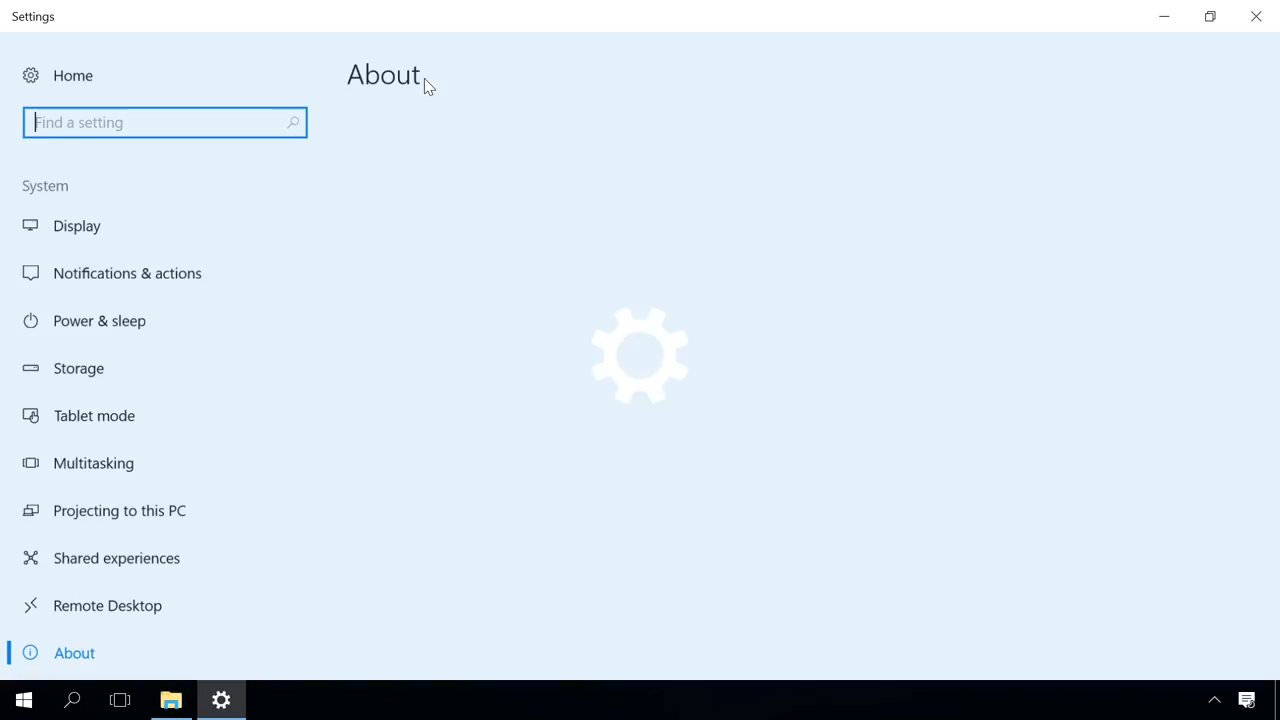 Settings
Home
About
Find a setting
System
Display
Notifications & actions
Power & sleep
Storage
Tablet mode
Multitasking
Projecting to this PC
Shared experiences
Remote Desktop
About